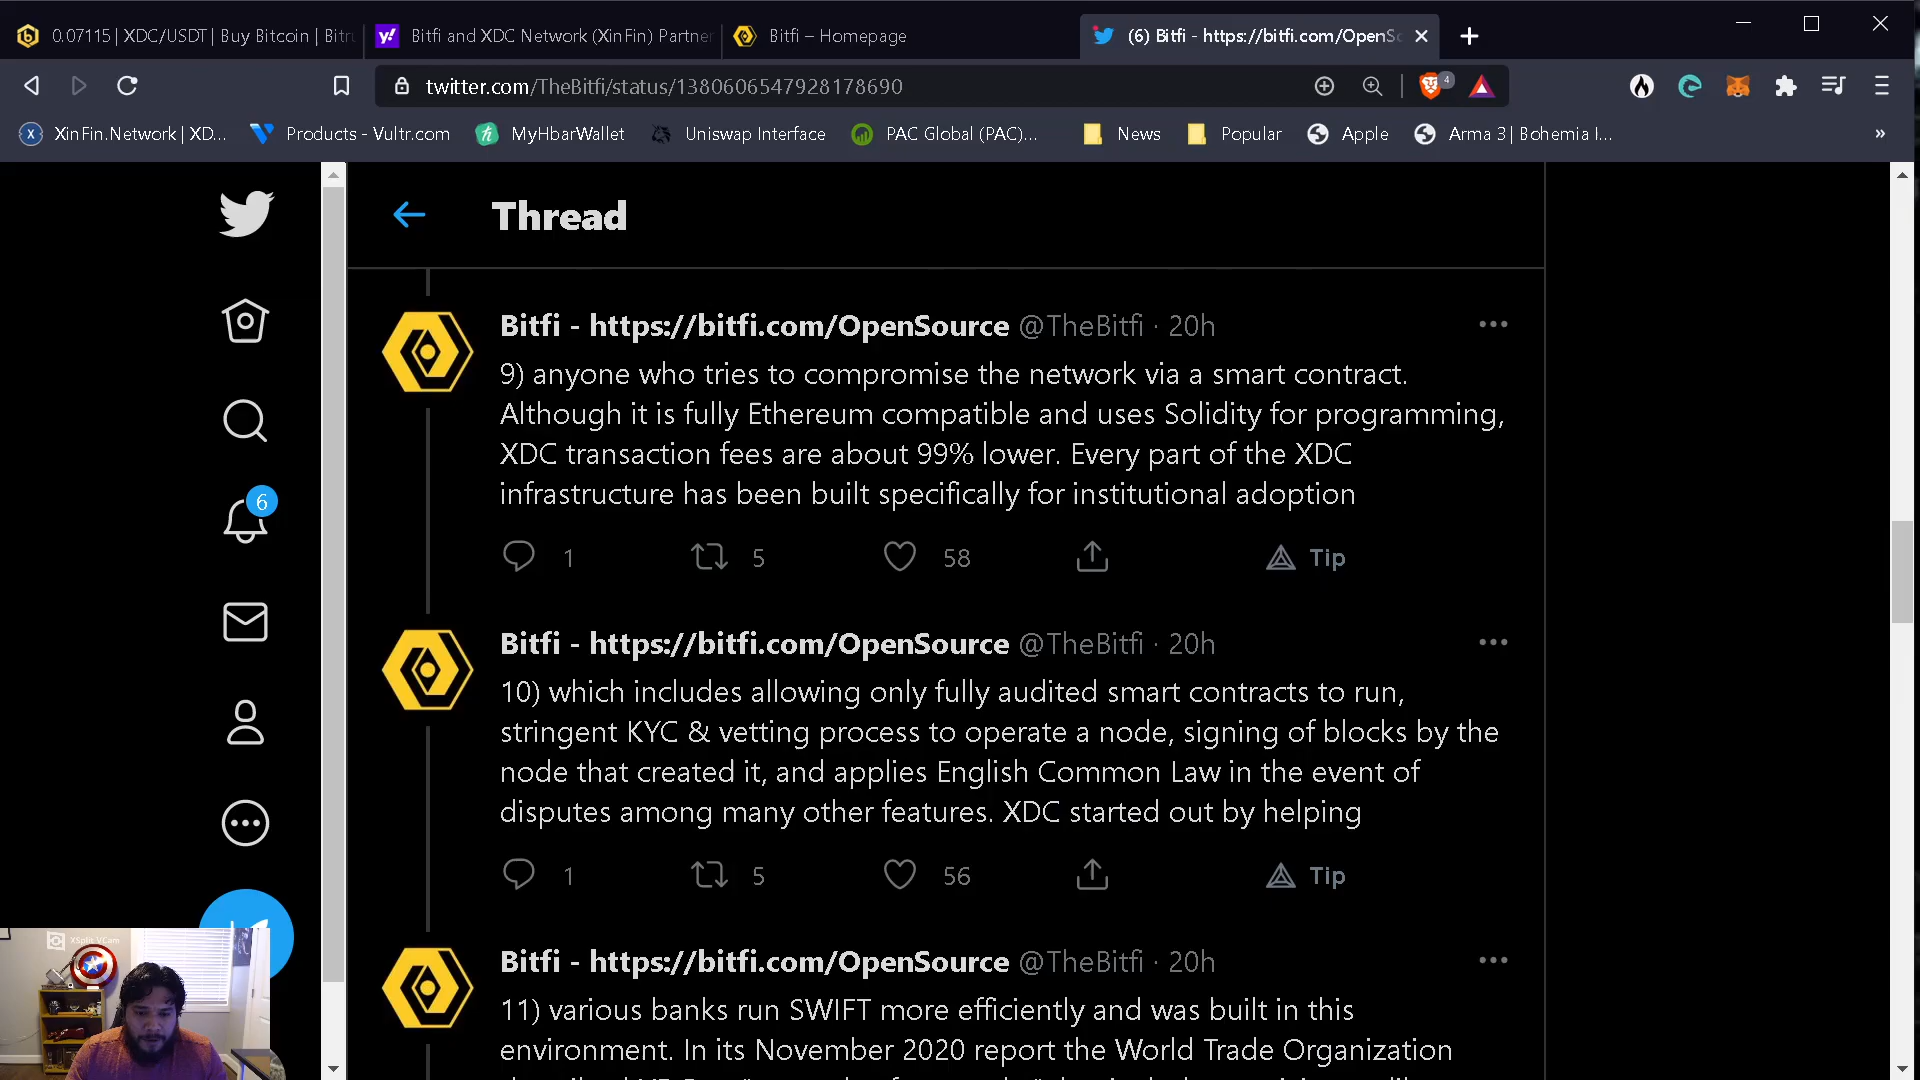 0.07115 | XDC/USDT | Buy Bitcoin | Bitru
Bitfi and XDC Network (XinFin) Partner
Bitfi – Homepage
(6) Bitfi - https://bitfi.com/OpenSo
twitter.com/TheBitfi/status/1380606547928178690
4
XinFin.Network | XD...
Products - Vultr.com
MyHbarWallet
Uniswap Interface
PAC Global (PAC)...
News
Popular
Apple
Arma 3 | Bohemia I...
»
Thread
Bitfi - https://bitfi.com/OpenSource @TheBitfi · 20h
9) anyone who tries to compromise the network via a smart contract.
Although it is fully Ethereum compatible and uses Solidity for programming,
XDC transaction fees are about 99% lower. Every part of the XDC
infrastructure has been built specifically for institutional adoption
6
1 5 58 Tip
Bitfi - https://bitfi.com/OpenSource @TheBitfi · 20h
10) which includes allowing only fully audited smart contracts to run,
stringent KYC & vetting process to operate a node, signing of blocks by the
node that created it, and applies English Common Law in the event of
disputes among many other features. XDC started out by helping
1 5 56 Tip
XSplit VCam
Bitfi - https://bitfi.com/OpenSource @TheBitfi · 20h
11) various banks run SWIFT more efficiently and was built in this
environment. In its November 2020 report the World Trade Organization